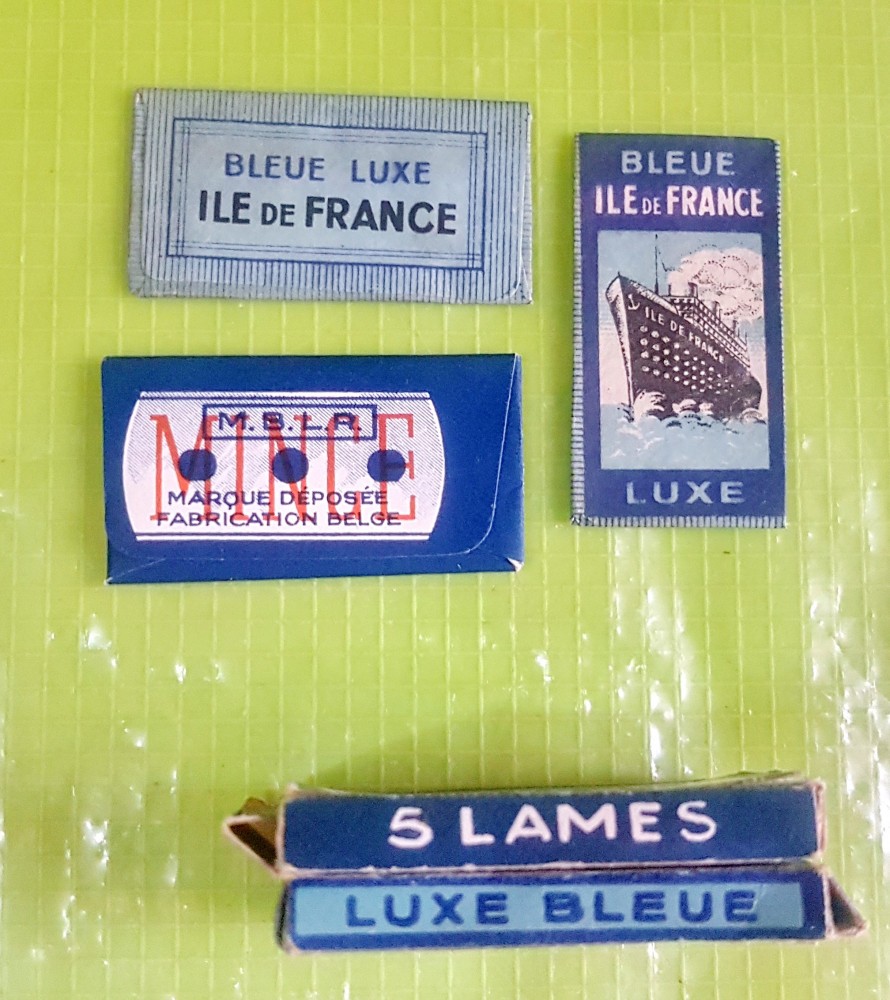 BLEUE LUXE
ILE DE FRANCE
BLEUE
ILE DE FRANCE
ILE DE FRANCE
LUXE
M.B.L.R.
MINCE
MARQUE DÉPOSÉE
FABRICATION BELGE
5 LAMES
LUXE BLEUE